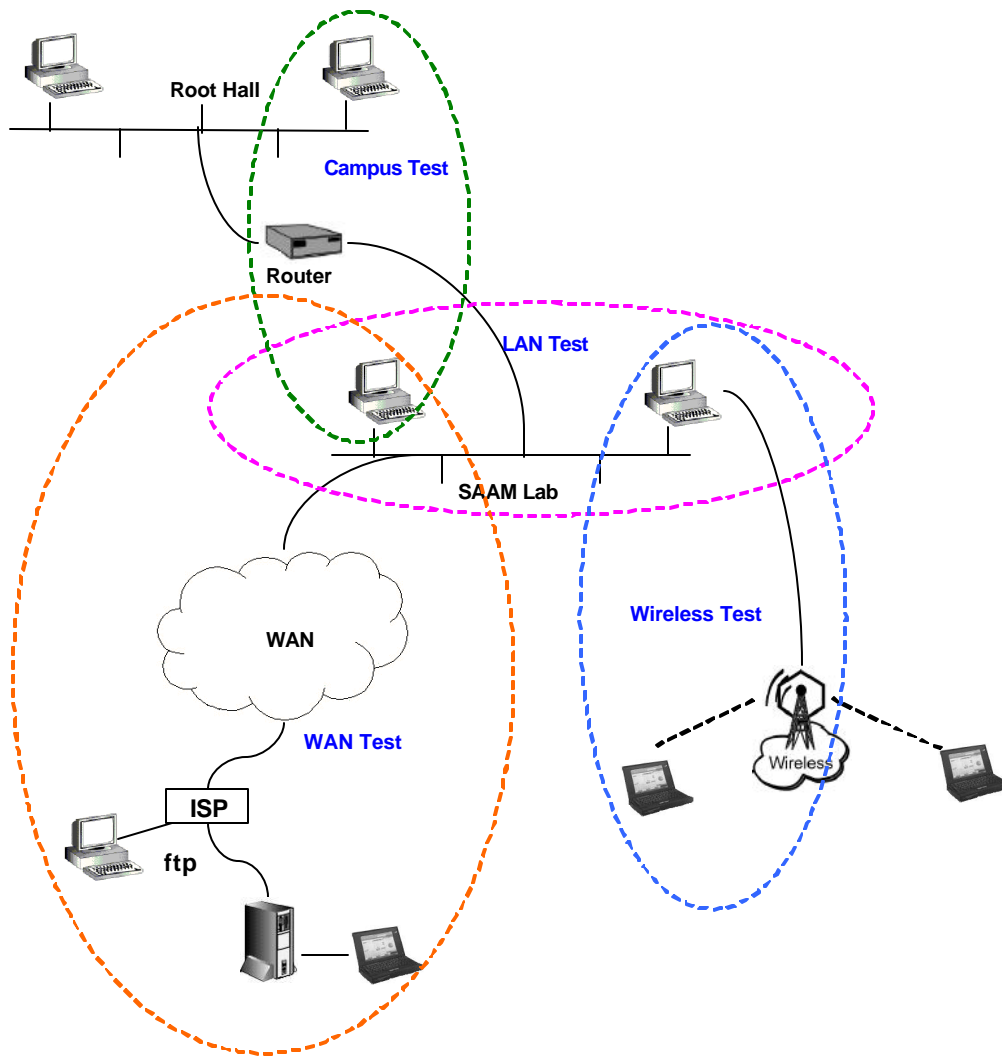 Root Hall
Campus Test
Router
LAN Test
SAAM Lab
WAN
Wireless Test
WAN Test
Wireless
ISP
ftp